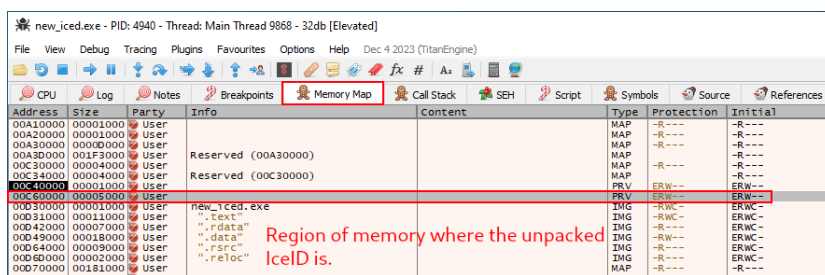 new_iced.exe - PID: 4940 - Thread: Main Thread 9868 - 32db [Elevated]
File View Debug Tracing Plugins Favourites Options Help Dec 4 2023 (TitanEngine)
CPU Log Notes Breakpoints Memory Map Call Stack SEH Script Symbols Source References
Address Size Party Info Content Type Protection Initial
00A10000 00001000 User MAP -R--- -R---
00A20000 00001000 User MAP -R--- -R---
00A30000 0000D000 User MAP -R--- -R---
00A3D000 001F3000 User Reserved (00A30000) MAP -R---
00C30000 00004000 User MAP -R--- -R---
00C34000 00004000 User Reserved (00C30000) MAP -R---
00C40000 00001000 User PRV ERW-- ERW--
00C60000 00005000 User PRV ERW-- ERW--
00D30000 00001000 User new_iced.exe IMG -RWC- ERWC-
00D31000 00011000 User ".text" IMG -RWC- ERWC-
00D42000 00007000 User ".rdata" IMG -R--- ERWC-
00D49000 0001B000 User ".data" IMG -RW-- ERWC-
00D64000 00009000 User ".rsrc" IMG -R--- ERWC-
00D6D000 00002000 User ".reloc" IMG -R--- ERWC-
00D70000 00181000 User MAP -R--- -R---
Region of memory where the unpacked
IceID is.